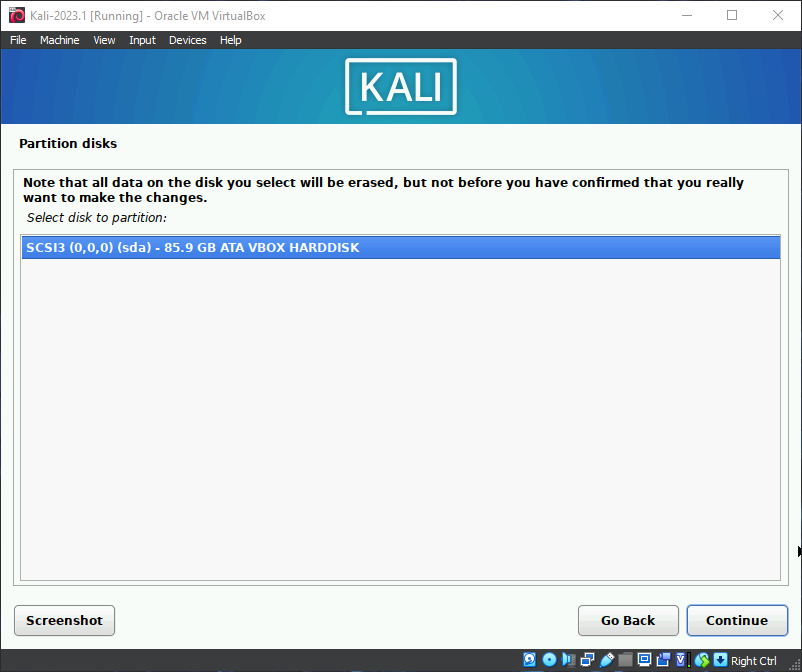 Kali-2023.1 [Running] - Oracle VM VirtualBox
File Machine View Input Devices Help
KALI
Partition disks
Note that all data on the disk you select will be erased, but not before you have confirmed that you really
want to make the changes.
Select disk to partition:
SCSI3 (0,0,0) (sda) - 85.9 GB ATA VBOX HARDDISK
Screenshot Go Back Continue
Right Ctrl